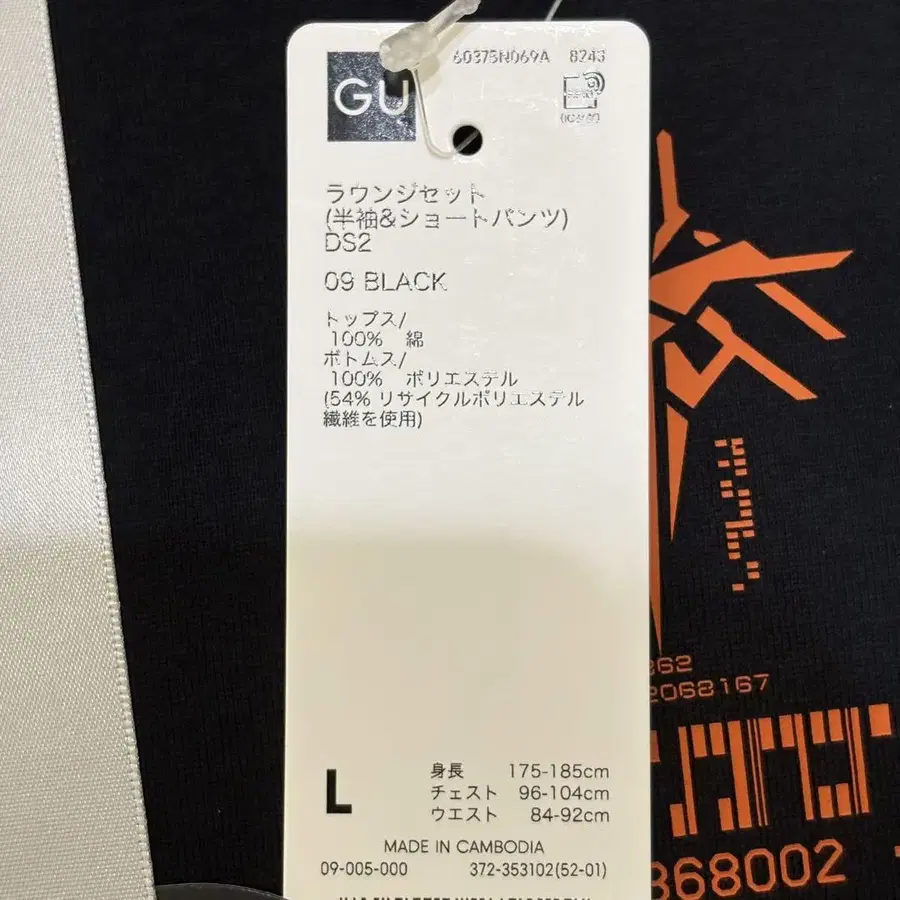 GU
60375N069A 8243
ラウンジセット
(半袖&ショートパンツ)
DS2
09 BLACK
トップス/
100% 綿
ボトムス/
100% ポリエステル
(54% リサイクルポリエステル
繊維を使用)
L
身長 175-185cm
チェスト 96-104cm
ウエスト 84-92cm
MADE IN CAMBODIA
09-005-000 372-353102(52-01)
2068167
868002